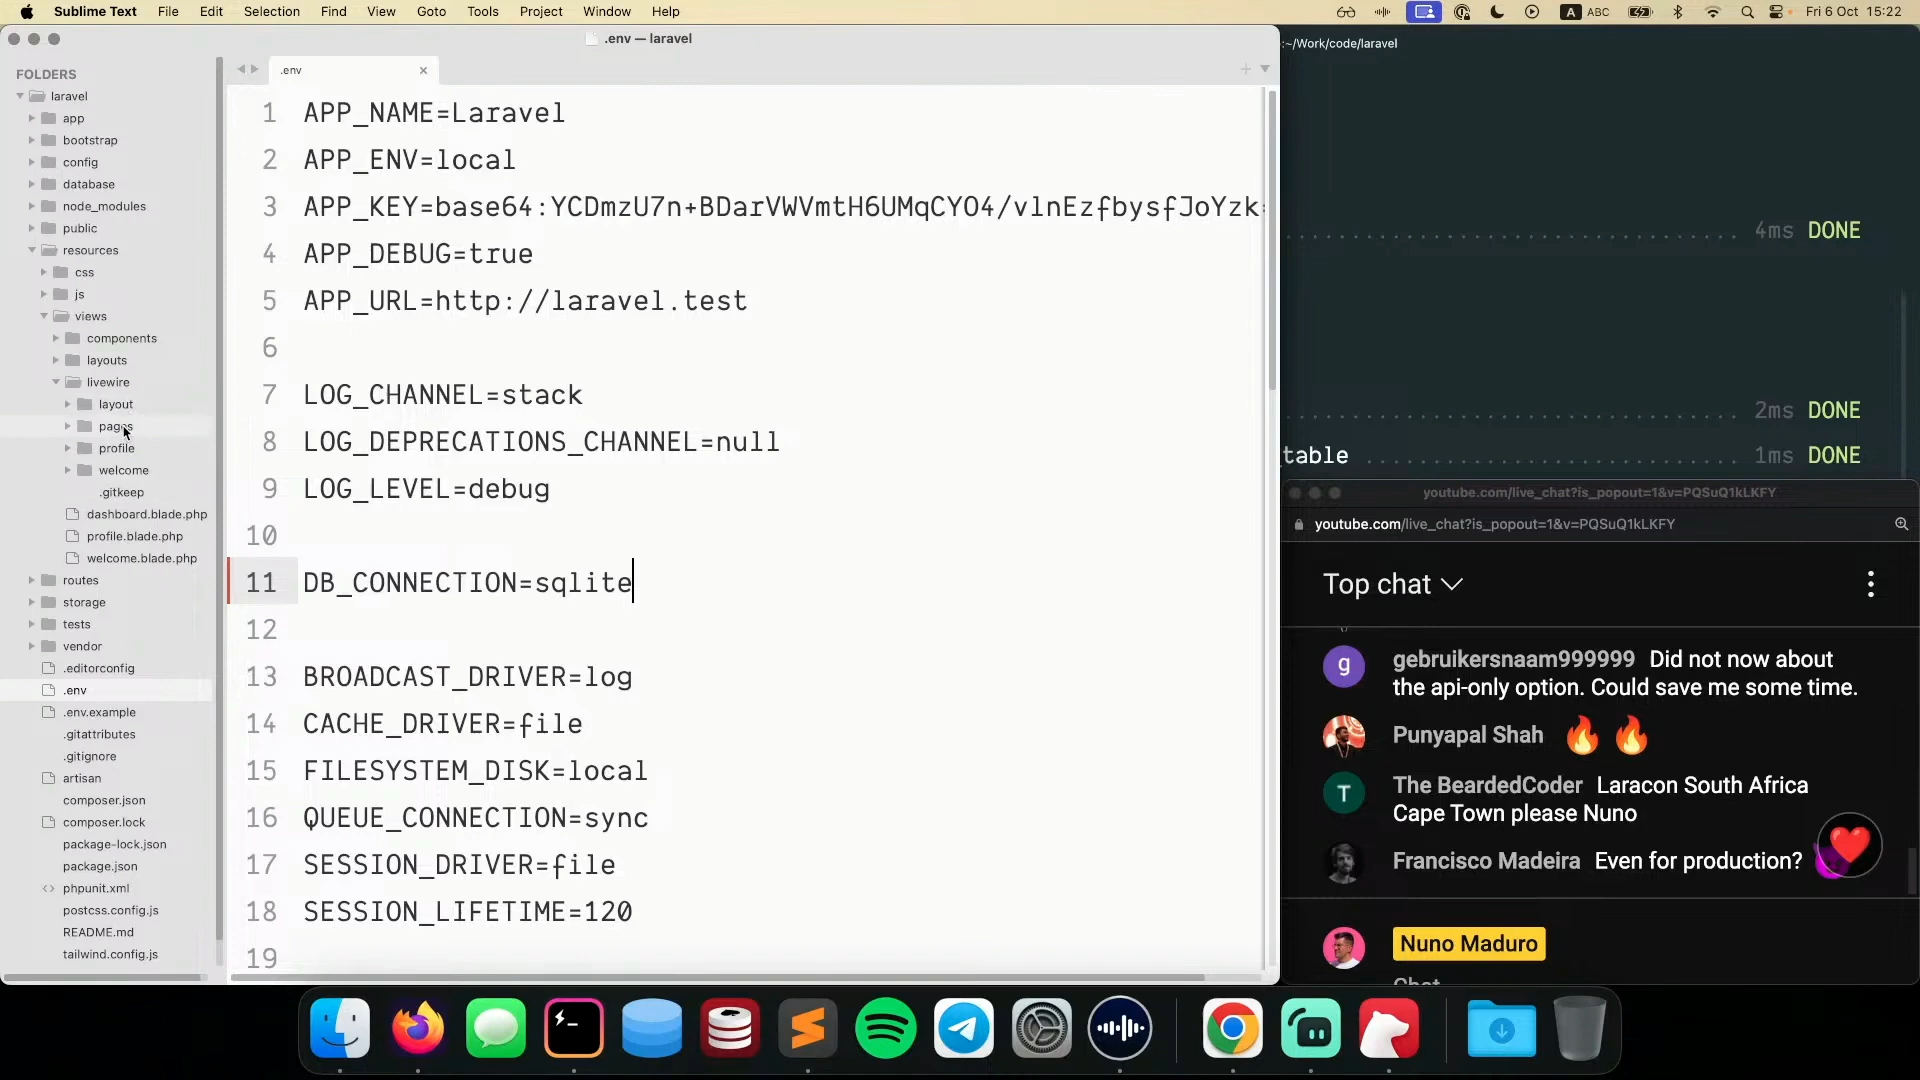 Sublime Text File Edit Selection Find View Goto Tools Project Window Help
A ABC Fri 6 Oct 15:22
.env — laravel
FOLDERS
laravel
app
bootstrap
config
database
node_modules
public
resources
css
js
views
components
layouts
livewire
layout
pages
profile
welcome
.gitkeep
dashboard.blade.php
profile.blade.php
welcome.blade.php
routes
storage
tests
vendor
.editorconfig
.env
.env.example
.gitattributes
.gitignore
artisan
composer.json
composer.lock
package-lock.json
package.json
phpunit.xml
postcss.config.js
README.md
tailwind.config.js
.env
1 APP_NAME=Laravel
2 APP_ENV=local
3 APP_KEY=base64:YCDmzU7n+BDarVWVmtH6UMqCYO4/vlnEzfbysfJoYzk=
4 APP_DEBUG=true
5 APP_URL=http://laravel.test
6
7 LOG_CHANNEL=stack
8 LOG_DEPRECATIONS_CHANNEL=null
9 LOG_LEVEL=debug
10
11 DB_CONNECTION=sqlite
12
13 BROADCAST_DRIVER=log
14 CACHE_DRIVER=file
15 FILESYSTEM_DISK=local
16 QUEUE_CONNECTION=sync
17 SESSION_DRIVER=file
18 SESSION_LIFETIME=120
19
:~/Work/code/laravel
4ms DONE
2ms DONE
table 1ms DONE
youtube.com/live_chat?is_popout=1&v=PQSuQ1kLKFY
youtube.com/live_chat?is_popout=1&v=PQSuQ1kLKFY
Top chat
g
gebruikersnaam999999 Did not now about
the api-only option. Could save me some time.
Punyapal Shah
T
The BeardedCoder Laracon South Africa
Cape Town please Nuno
Francisco Madeira Even for production?
Nuno Maduro